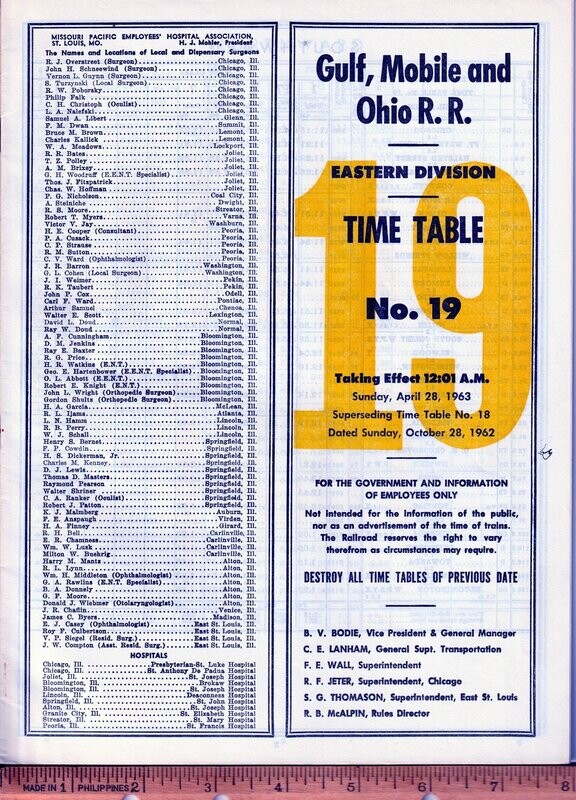 MISSOURI PACIFIC EMPLOYEES' HOSPITAL ASSOCIATION,
ST. LOUIS, MO. H. J. Mohler, President
The Names and Locations of Local and Dispensary Surgeons
R. J. Overstreet (Surgeon) Chicago, Ill.
John H. Schneewind (Surgeon) Chicago, Ill.
Vernon L. Guynn (Surgeon) Chicago, Ill.
S. Turzynski (Local Surgeon) Chicago, Ill.
R. W. Poborsky Chicago, Ill.
Philip Falk Chicago, Ill.
C. H. Christoph (Oculist) Chicago, Ill.
L. A. Nalefski Chicago, Ill.
Samuel A. Libert Glenn, Ill.
F. M. Dwan Summit, Ill.
Bruce M. Brown Lemont, Ill.
Charles Kallick Lemont, Ill.
W. A. Meadows Lockport, Ill.
R. R. Bates Joliet, Ill.
T. Z. Polley Joliet, Ill.
A. M. Brixey Joliet, Ill.
G. H. Woodruff (E.E.N.T. Specialist) Joliet, Ill.
Thos. J. Fitzpatrick Joliet, Ill.
Chas. W. Hoffman Joliet, Ill.
P. G. Nicholson Coal City, Ill.
A. Steiniche Dwight, Ill.
H. S. Moore Streator, Ill.
Robert T. Myers Varna, Ill.
Victor V. Jay Washburn, Ill.
H. E. Cooper (Consultant) Peoria, Ill.
P. A. Cusack Peoria, Ill.
C. F. Strauss Peoria, Ill.
R. M. Sutton Peoria, Ill.
C. V. Ward (Ophthalmologist) Peoria, Ill.
J. R. Barron Washington, Ill.
G. L. Cohen (Local Surgeon) Washington, Ill.
J. I. Weimer Pekin, Ill.
R. K. Taubert Pekin, Ill.
John P. Cox Odell, Ill.
Carl F. Ward Pontiac, Ill.
Arthur Samuel Chenoa, Ill.
Walter E. Scott Lexington, Ill.
David L. Doud Normal, Ill.
Ray W. Doud Normal, Ill.
A. F. Cunningham Bloomington, Ill.
D. M. Jenkins Bloomington, Ill.
Ray E. Baxter Bloomington, Ill.
R. G. Price Bloomington, Ill.
H. R. Watkins (E.N.T.) Bloomington, Ill.
Geo. E. Hartenbower (E.E.N.T. Specialist) Bloomington, Ill.
O. L. Abbott (E.E.N.T.) Bloomington, Ill.
Robert E. Knight (E.N.T.) Bloomington, Ill.
John L. Wright (Orthopedic Surgeon) Bloomington, Ill.
Gordon Shults (Orthopedic Surgeon) Bloomington, Ill.
H. A. Garcia McLean, Ill.
R. L. Ijams Atlanta, Ill.
L. N. Hamm Lincoln, Ill.
R. B. Perry Lincoln, Ill.
W. J. Schall Lincoln, Ill.
Henry S. Bernet Springfield, Ill.
F. P. Cowdin Springfield, Ill.
H. S. Dickerman, Jr. Springfield, Ill.
Charles M. Kenney Springfield, Ill.
D. J. Lewis Springfield, Ill.
Thomas D. Masters Springfield, Ill.
Raymond Pearson Springfield, Ill.
Walter Shriner Springfield, Ill.
C. A. Ranker (Oculist) Springfield, Ill.
Robert J. Patton Springfield, Ill.
K. J. Malmberg Auburn, Ill.
F. E. Anspaugh Virden, Ill.
H. A. Finney Girard, Ill.
R. H. Bell Carlinville, Ill.
E. R. Chamness Carlinville, Ill.
Wm. W. Lusk Carlinville, Ill.
Milton W. Buehrig Carlinville, Ill.
Harry M. Mantz Alton, Ill.
R. L. Lynn Alton, Ill.
Wm. H. Middleton (Ophthalmologist) Alton, Ill.
G. A. Rawlins (E.N.T. Specialist) Alton, Ill.
B. A. Donnely Alton, Ill.
G. F. Moore Alton, Ill.
Donald J. Wiebmer (Otolaryngologist) Alton, Ill.
J. R. Chaflin Venice, Ill.
James C. Byers Madison, Ill.
E. J. Casey (Ophthalmologist) East St. Louis, Ill.
Roy F. Culbertson East St. Louis, Ill.
V. P. Siegel (Resid. Surg.) East St. Louis, Ill.
J. W. Compton (Asst. Resid. Surg.) East St. Louis, Ill.
HOSPITALS
Chicago, Ill. Presbyterian-St. Luke Hospital
Chicago, Ill. St. Anthony De Padua Hospital
Joliet, Ill. St. Joseph Hospital
Bloomington, Ill. Brokaw Hospital
Bloomington, Ill. St. Joseph Hospital
Lincoln, Ill. Deaconness Hospital
Springfield, Ill. St. John Hospital
Alton, Ill. St. Joseph Hospital
Granite City, Ill. St. Elizabeth Hospital
Streator, Ill. St. Mary Hospital
Peoria, Ill. St. Francis Hospital
Gulf, Mobile and
Ohio R. R.
EASTERN DIVISION
19
TIME TABLE
No. 19
Taking Effect 12:01 A.M.
Sunday, April 28, 1963
Superseding Time Table No. 18
Dated Sunday, October 28, 1962
FOR THE GOVERNMENT AND INFORMATION
OF EMPLOYEES ONLY
Not intended for the information of the public,
nor as an advertisement of the time of trains.
The Railroad reserves the right to vary
therefrom as circumstances may require.
DESTROY ALL TIME TABLES OF PREVIOUS DATE
B. V. BODIE, Vice President & General Manager
C. E. LANHAM, General Supt. Transportation
F. E. WALL, Superintendent
R. F. JETER, Superintendent, Chicago
S. G. THOMASON, Superintendent, East St. Louis
R. B. McALPIN, Rules Director
MADE IN 1 PHILIPPINES 2 3 4 5 6 7 8